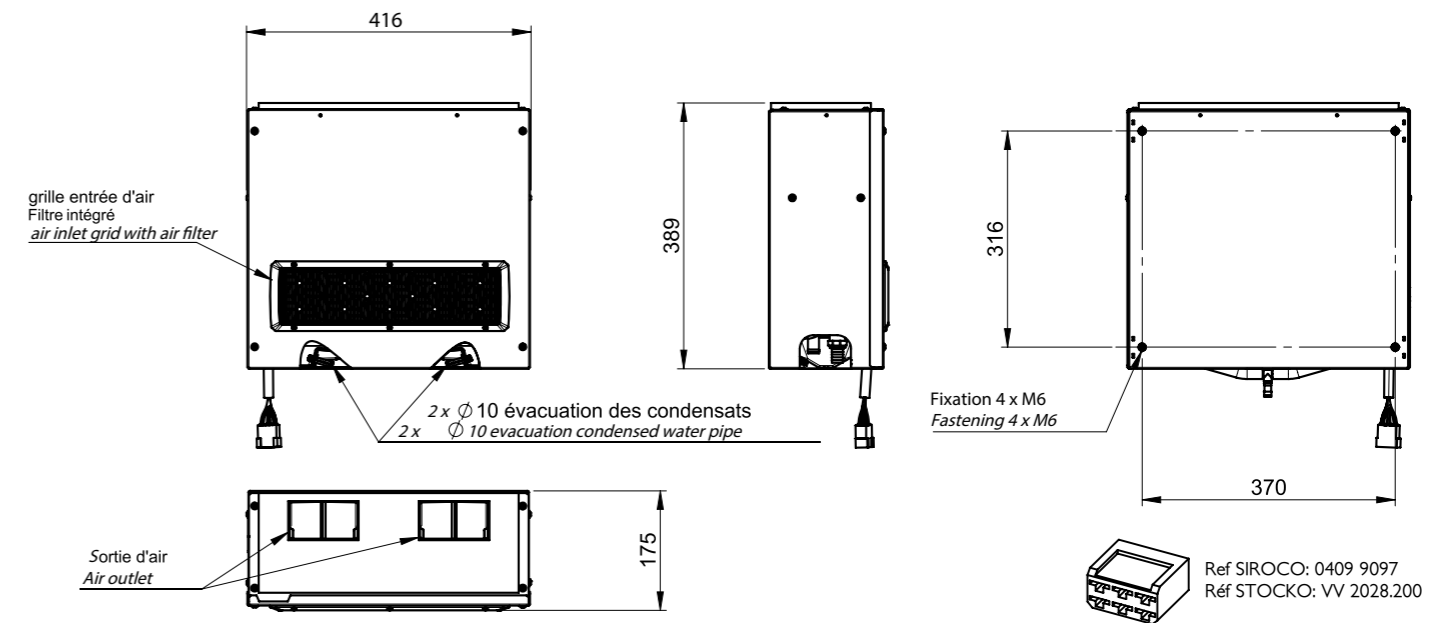 416
grille entrée d'air
Filtre intégré
air inlet grid with air filter
389
316
2 x ∅ 10 évacuation des condensats
2 x ∅ 10 evacuation condensed water pipe
Fixation 4 x M6
Fastening 4 x M6
370
Sortie d'air
Air outlet
175
Ref SIROCO: 0409 9097
Réf STOCKO: VV 2028.200